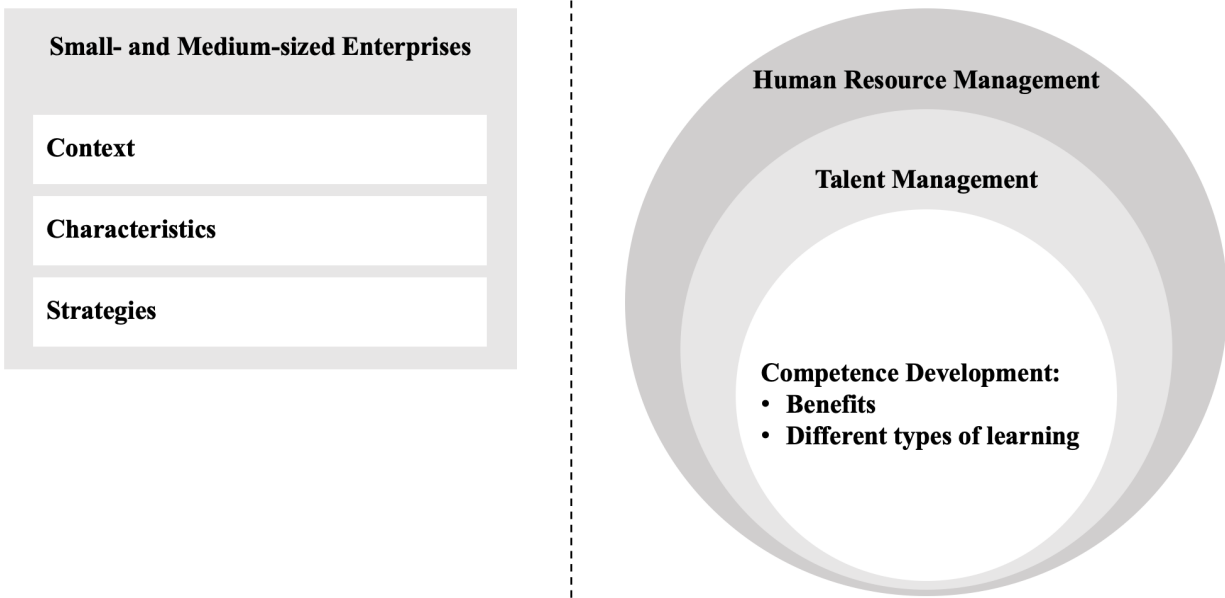 Small- and Medium-sized Enterprises
Context
Characteristics
Strategies
Human Resource Management
Talent Management
Competence Development:
• Benefits
• Different types of learning